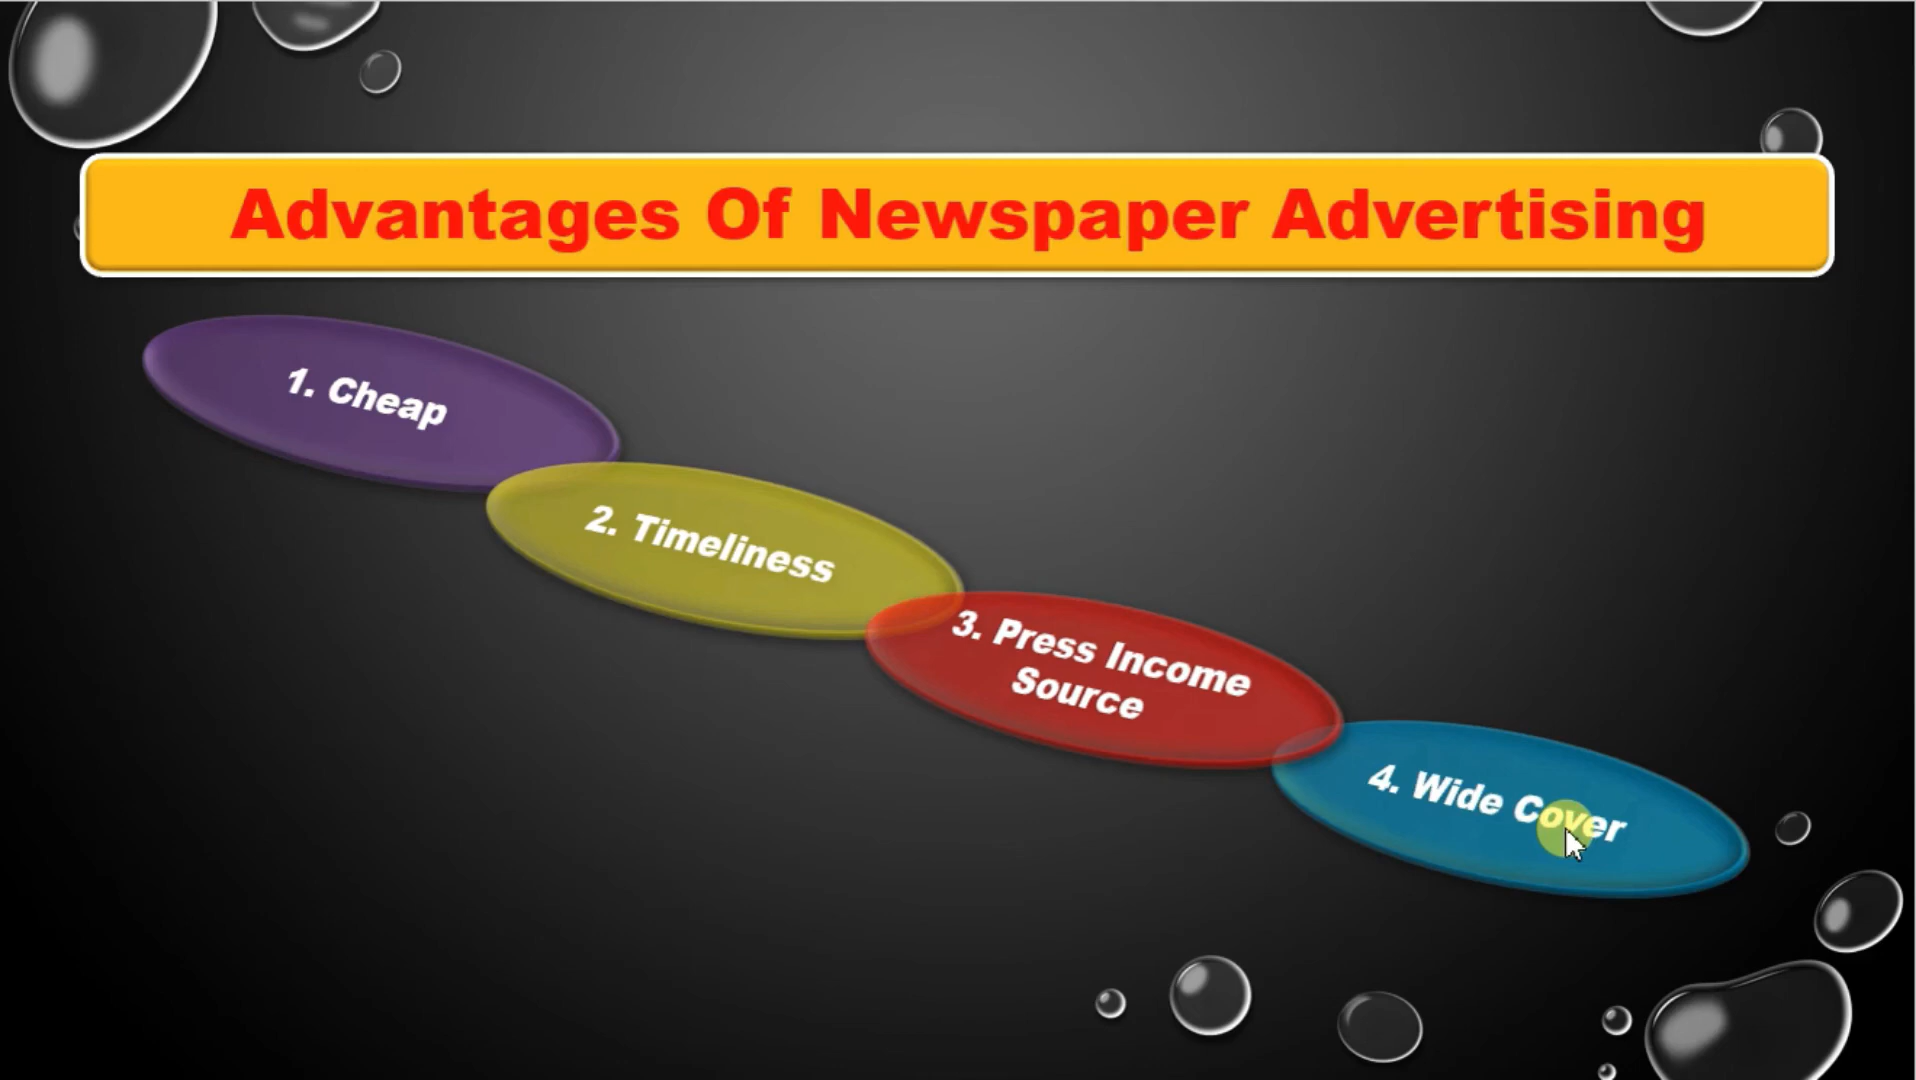 Advantages Of Newspaper Advertising
1. Cheap
2. Timeliness
3. Press Income
Source
4. Wide Cover